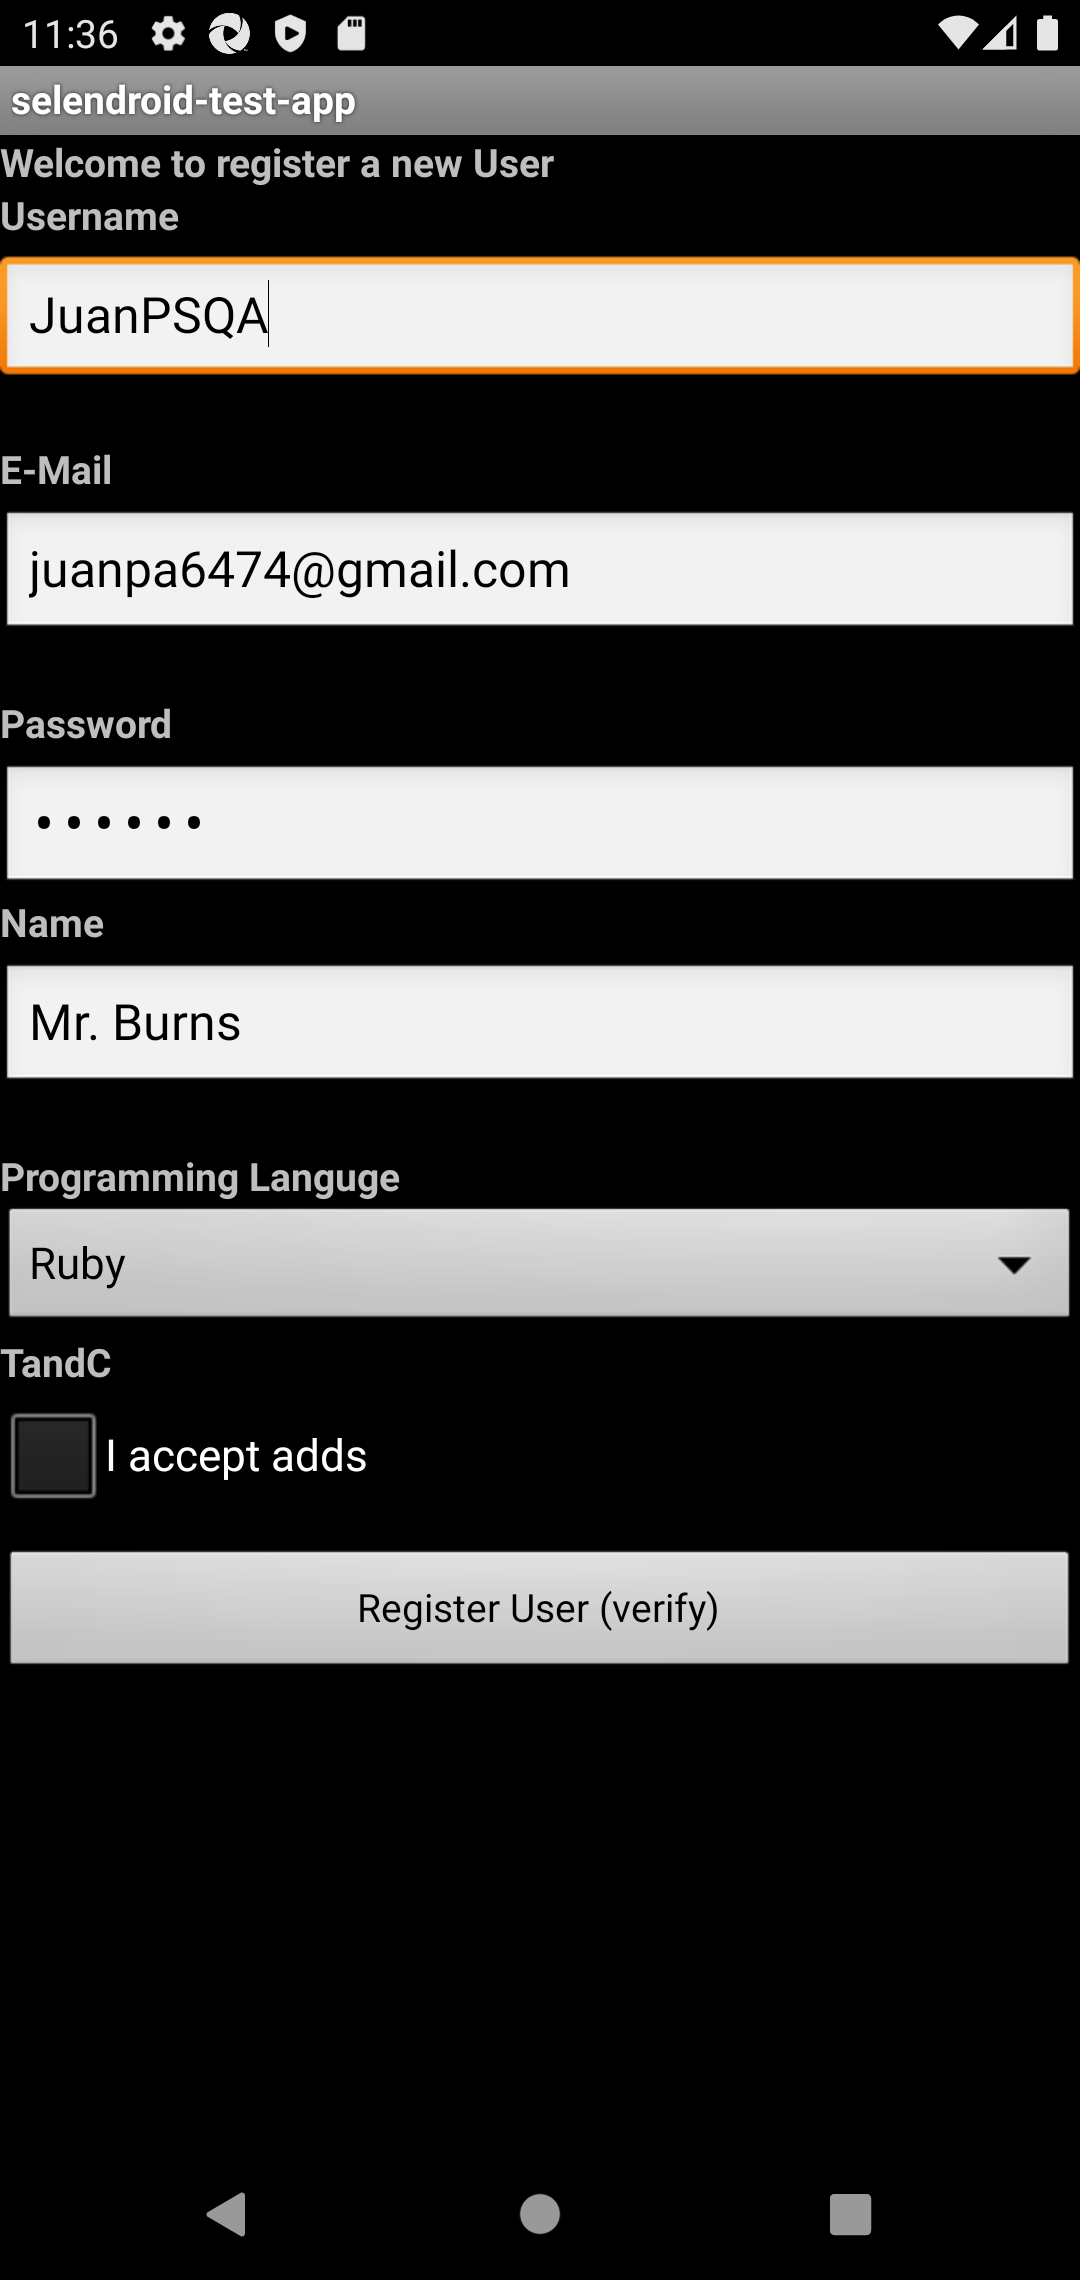 11:36
selendroid-test-app
Welcome to register a new User
Username
JuanPSQA
E-Mail
juanpa6474@gmail.com
Password
••••••
Name
Mr. Burns
Programming Languge
Ruby
TandC
I accept adds
Register User (verify)